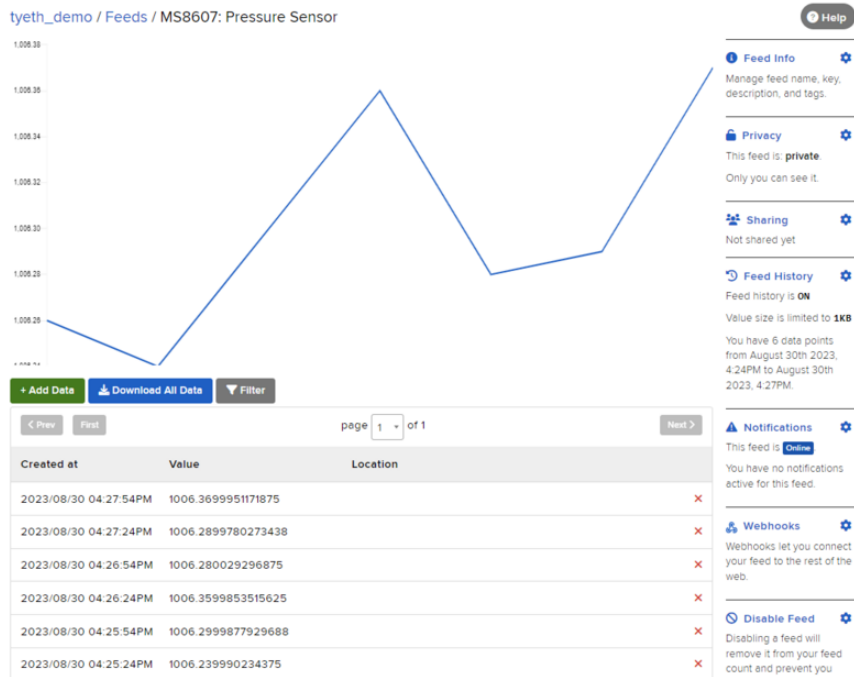 tyeth_demo / Feeds / MS8607: Pressure Sensor
Help
1,006.38
1,006.36
1,006.34
1,006.32
1,006.30
1,006.28
1,006.26
+ Add Data
Download All Data
Filter
Prev
First
page 1 of 1
Next
Created at Value Location
2023/08/30 04:27:54PM 1006.3699951171875
2023/08/30 04:27:24PM 1006.2899780273438
2023/08/30 04:26:54PM 1006.280029296875
2023/08/30 04:26:24PM 1006.3599853515625
2023/08/30 04:25:54PM 1006.2999877929688
2023/08/30 04:25:24PM 1006.239990234375
Feed Info
Manage feed name, key,
description, and tags.
Privacy
This feed is: private.
Only you can see it.
Sharing
Not shared yet
Feed History
Feed history is ON
Value size is limited to 1KB
You have 6 data points
from August 30th 2023,
4:24PM to August 30th
2023, 4:27PM.
Notifications
This feed is Online.
You have no notifications
active for this feed.
Webhooks
Webhooks let you connect
your feed to the rest of the
web.
Disable Feed
Disabling a feed will
remove it from your feed
count and prevent you